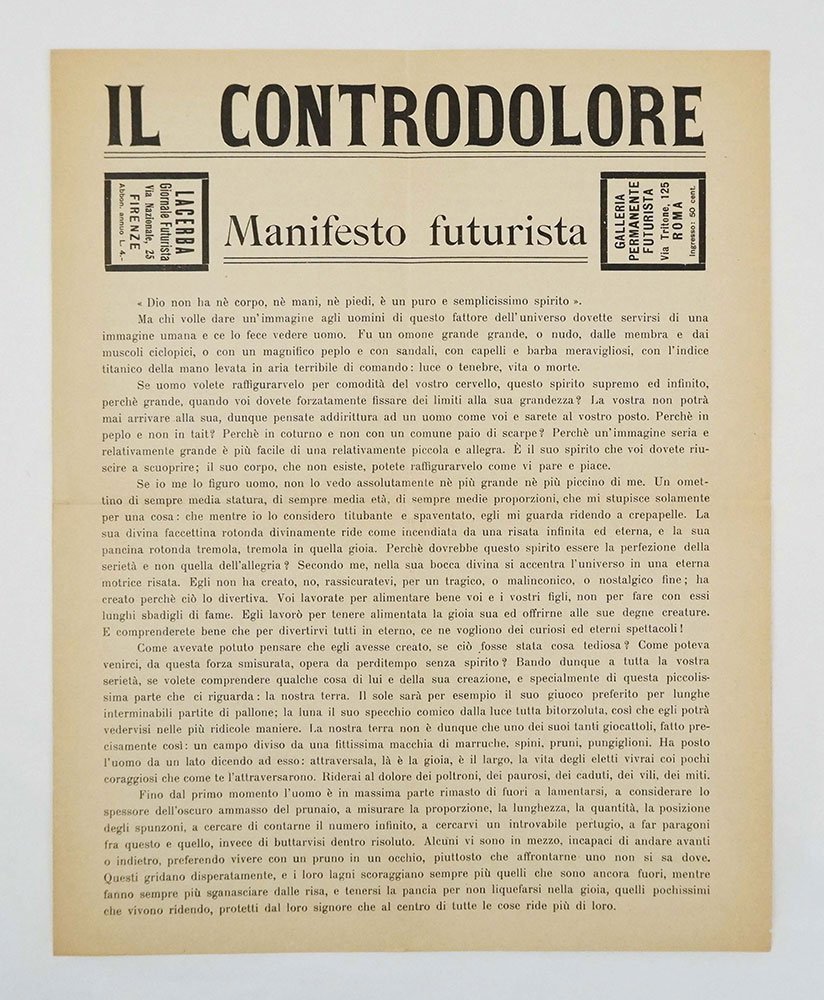 IL CONTRODOLORE
LACERBA
Giornale Futurista
Via Nazionale, 25
FIRENZE
Abbon. annuo L. 4.-
Manifesto futurista
GALLERIA
PERMANENTE
FUTURISTA
Via Tritone, 125
ROMA
Ingresso: 50 cent.
« Dio non ha nè corpo, nè mani, nè piedi, è un puro e semplicissimo spirito ».
Ma chi volle dare un'immagine agli uomini di questo fattore dell'universo dovette servirsi di una
immagine umana e ce lo fece vedere uomo. Fu un omone grande grande, o nudo, dalle membra e dai
muscoli ciclopici, o con un magnifico peplo e con sandali, con capelli e barba meravigliosi, con l'indice
titanico della mano levata in aria terribile di comando: luce o tenebre, vita o morte.
Se uomo volete raffigurarvelo per comodità del vostro cervello, questo spirito supremo ed infinito,
perchè grande, quando voi dovete forzatamente fissare dei limiti alla sua grandezza? La vostra non potrà
mai arrivare alla sua, dunque pensate addirittura ad un uomo come voi e sarete al vostro posto. Perchè in
peplo e non in tait? Perchè in coturno e non con un comune paio di scarpe? Perchè un'immagine seria e
relativamente grande è più facile di una relativamente piccola e allegra. È il suo spirito che voi dovete riu-
scire a scuoprire; il suo corpo, che non esiste, potete raffigurarvelo come vi pare e piace.
Se io me lo figuro uomo, non lo vedo assolutamente nè più grande nè più piccino di me. Un omet-
tino di sempre media statura, di sempre media età, di sempre medie proporzioni, che mi stupisce solamente
per una cosa: che mentre io lo considero titubante e spaventato, egli mi guarda ridendo a crepapelle. La
sua divina faccettina rotonda divinamente ride come incendiata da una risata infinita ed eterna, e la sua
pancina rotonda tremola, tremola in quella gioia. Perchè dovrebbe questo spirito essere la perfezione della
serietà e non quella dell'allegria? Secondo me, nella sua bocca divina si accentra l'universo in una eterna
motrice risata. Egli non ha creato, no, rassicuratevi, per un tragico, o malinconico, o nostalgico fine; ha
creato perchè ciò lo divertiva. Voi lavorate per alimentare bene voi e i vostri figli, non per fare con essi
lunghi sbadigli di fame. Egli lavorò per tenere alimentata la gioia sua ed offrirne alle sue degne creature.
E comprenderete bene che per divertirvi tutti in eterno, ce ne vogliono dei curiosi ed eterni spettacoli!
Come avevate potuto pensare che egli avesse creato, se ciò fosse stata cosa tediosa? Come poteva
venirci, da questa forza smisurata, opera da perditempo senza spirito? Bando dunque a tutta la vostra
serietà, se volete comprendere qualche cosa di lui e della sua creazione, e specialmente di questa piccolis-
sima parte che ci riguarda: la nostra terra. Il sole sarà per esempio il suo giuoco preferito per lunghe
interminabili partite di pallone; la luna il suo specchio comico dalla luce tutta bitorzoluta, così che egli potrà
vedervisi nelle più ridicole maniere. La nostra terra non è dunque che uno dei suoi tanti giocattoli, fatto pre-
cisamente così: un campo diviso da una fittissima macchia di marruche, spini, pruni, pungiglioni. Ha posto
l'uomo da un lato dicendo ad esso: attraversala, là è la gioia, è il largo, la vita degli eletti vivrai coi pochi
coraggiosi che come te l'attraversarono. Riderai al dolore dei poltroni, dei paurosi, dei caduti, dei vili, dei miti.
Fino dal primo momento l'uomo è in massima parte rimasto di fuori a lamentarsi, a considerare lo
spessore dell'oscuro ammasso del prunaio, a misurare la proporzione, la lunghezza, la quantità, la posizione
degli spunzoni, a cercare di contarne il numero infinito, a cercarvi un introvabile pertugio, a far paragoni
fra questo e quello, invece di buttarvisi dentro risoluto. Alcuni vi sono in mezzo, incapaci di andare avanti
o indietro, preferendo vivere con un pruno in un occhio, piuttosto che affrontarne uno non si sa dove.
Questi gridano disperatamente, e i loro lagni scoraggiano sempre più quelli che sono ancora fuori, mentre
fanno sempre più sganasciare dalle risa, e tenersi la pancia per non liquefarsi nella gioia, quelli pochissimi
che vivono ridendo, protetti dal loro signore che al centro di tutte le cose ride più di loro.